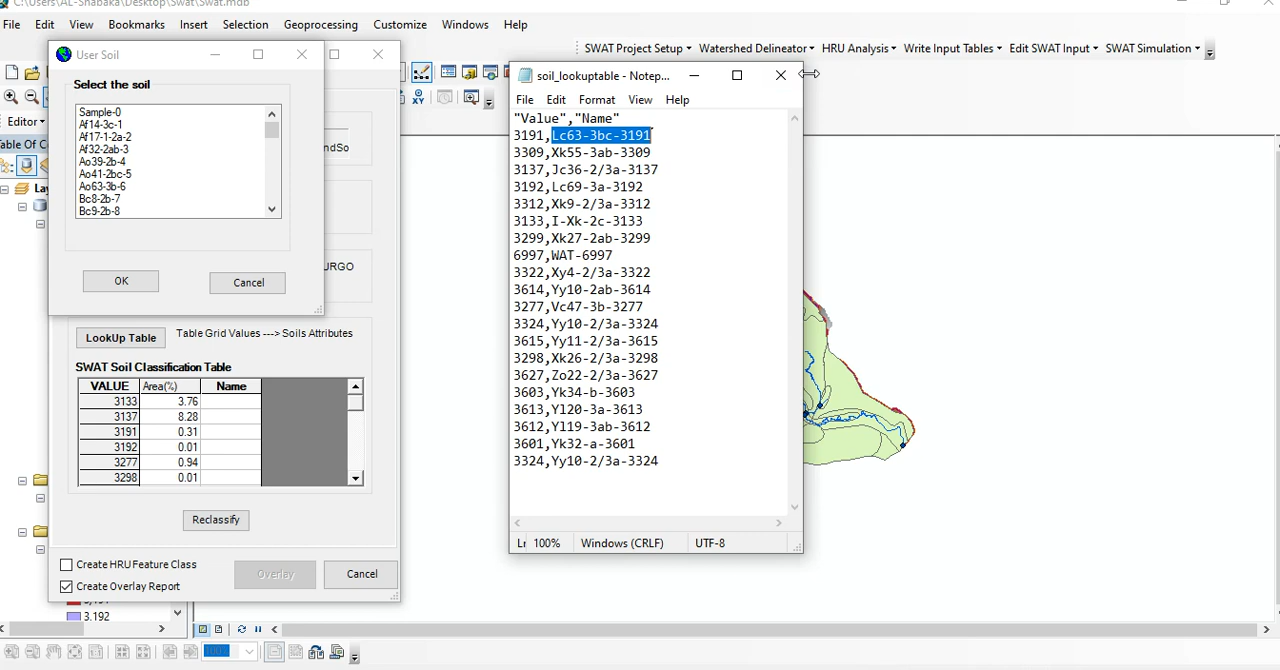 C:\Users\AL-Shabaka\Desktop\Swat\Swat.mdb
File Edit View Bookmarks Insert Selection Geoprocessing Customize Windows Help
SWAT Project Setup Watershed Delineator HRU Analysis Write Input Tables Edit SWAT Input SWAT Simulation
Editor
Table Of C
Lay
3,192
User Soil
Select the soil
Sample-0
Af14-3c-1
Af17-1-2a-2
Af32-2ab-3
Ao39-2b-4
Ao41-2bc-5
Ao63-3b-6
Bc8-2b-7
Bc9-2b-8
OK Cancel
ndSo
URGO
LookUp Table Table Grid Values ---> Soils Attributes
SWAT Soil Classification Table
VALUE Area(%) Name
3133 3.76
3137 8.28
3191 0.31
3192 0.01
3277 0.94
3298 0.01
Reclassify
Create HRU Feature Class
Create Overlay Report
Overlay Cancel
soil_lookuptable - Notep...
File Edit Format View Help
"Value","Name"
3191,Lc63-3bc-3191
3309,Xk55-3ab-3309
3137,Jc36-2/3a-3137
3192,Lc69-3a-3192
3312,Xk9-2/3a-3312
3133,I-Xk-2c-3133
3299,Xk27-2ab-3299
6997,WAT-6997
3322,Xy4-2/3a-3322
3614,Yy10-2ab-3614
3277,Vc47-3b-3277
3324,Yy10-2/3a-3324
3615,Yy11-2/3a-3615
3298,Xk26-2/3a-3298
3627,Zo22-2/3a-3627
3603,Yk34-b-3603
3613,Yl20-3a-3613
3612,Yl19-3ab-3612
3601,Yk32-a-3601
3324,Yy10-2/3a-3324
100% Windows (CRLF) UTF-8